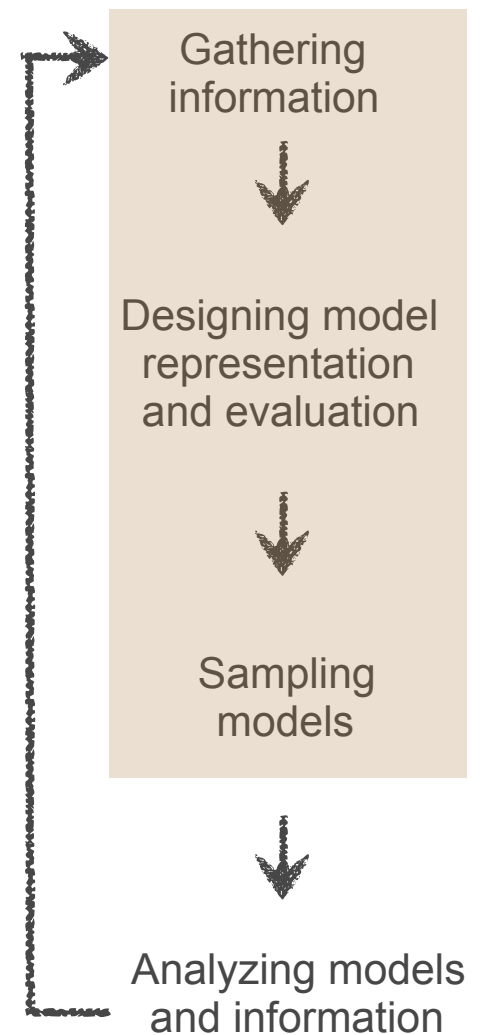 Gathering
information
Designing model
representation
and evaluation
Sampling
models
Analyzing models
and information